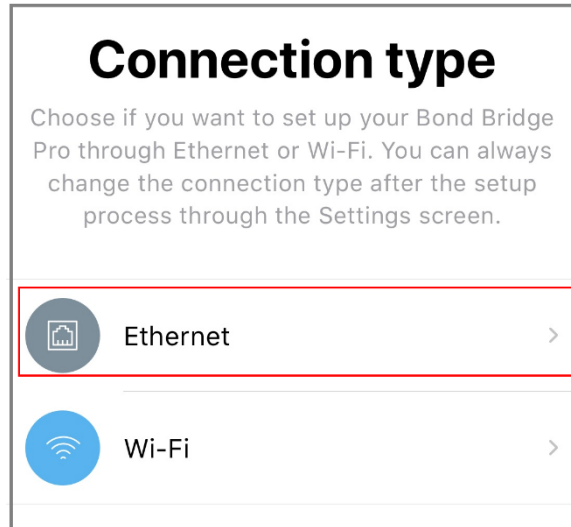 Connection type
Choose if you want to set up your Bond Bridge
Pro through Ethernet or Wi-Fi. You can always
change the connection type after the setup
process through the Settings screen.
Ethernet
Wi-Fi